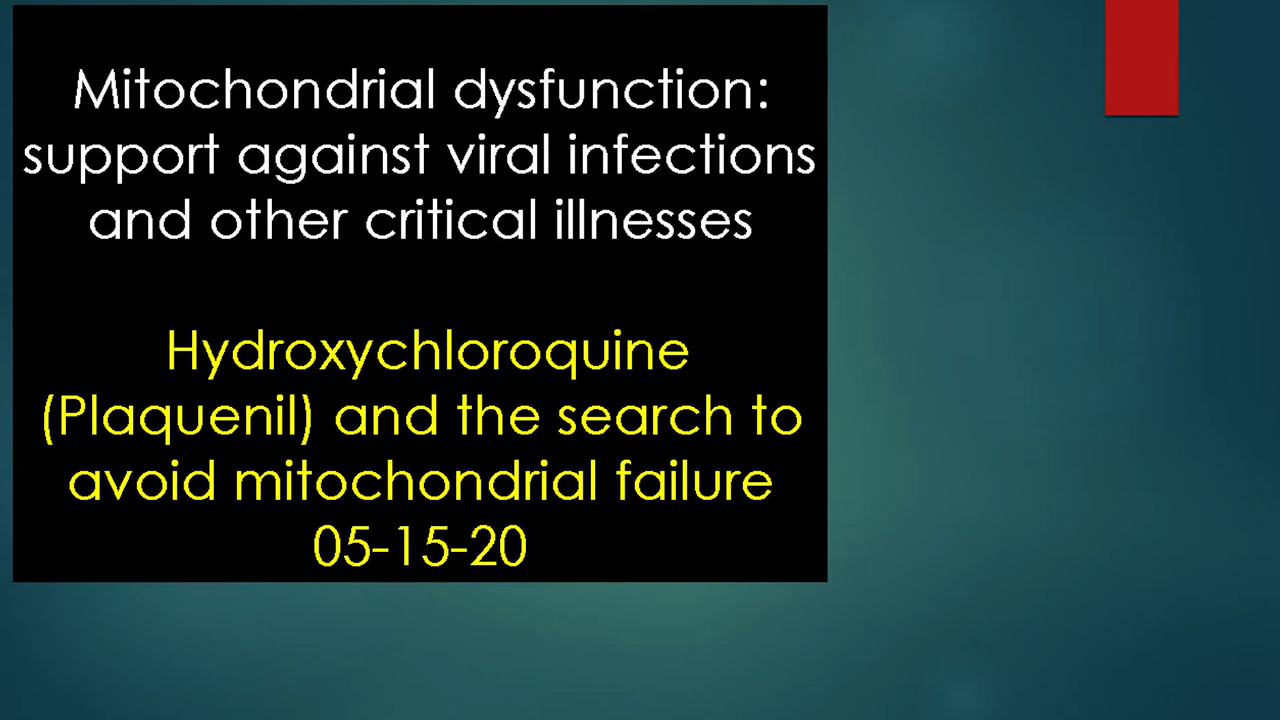 Mitochondrial dysfunction:
support against viral infections
and other critical illnesses
Hydroxychloroquine
(Plaquenil) and the search to
avoid mitochondrial failure
05-15-20